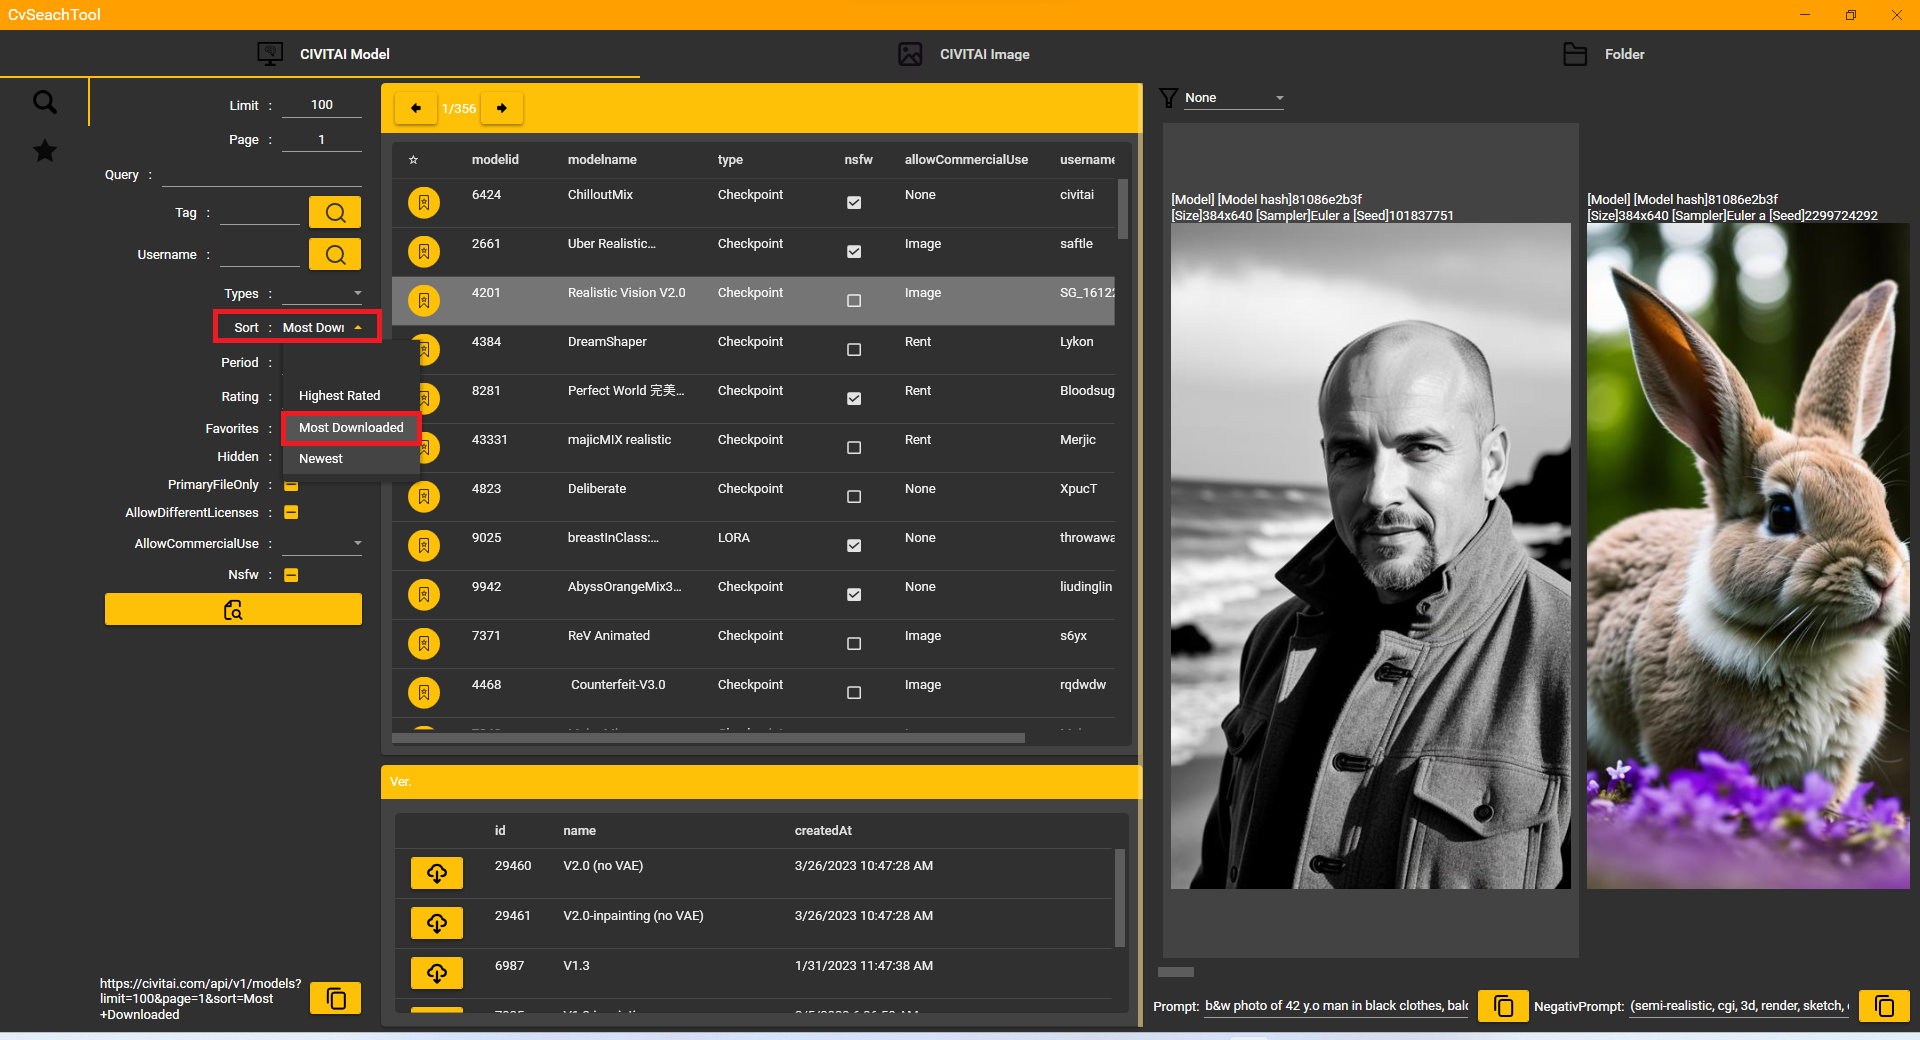 CvSeachTool
CIVITAI Model
CIVITAI Image
Folder
Limit : 100
Page : 1
Query :
Tag :
Username :
Types :
Sort : Most Dow
Period :
Rating :
Favorites :
Hidden :
Highest Rated
Most Downloaded
Newest
PrimaryFileOnly :
AllowDifferentLicenses :
AllowCommercialUse :
Nsfw :
https://civitai.com/api/v1/models?
limit=100&page=1&sort=Most
+Downloaded
1/356
modelid modelname type nsfw allowCommercialUse username
6424 ChilloutMix Checkpoint None civitai
2661 Uber Realistic... Checkpoint Image saftle
4201 Realistic Vision V2.0 Checkpoint Image SG_16122
4384 DreamShaper Checkpoint Rent Lykon
8281 Perfect World 完美... Checkpoint Rent Bloodsug
43331 majicMIX realistic Checkpoint Rent Merjic
4823 Deliberate Checkpoint None XpucT
9025 breastInClass:... LORA None throwawa
9942 AbyssOrangeMix3... Checkpoint None liudinglin
7371 ReV Animated Checkpoint Image s6yx
4468 Counterfeit-V3.0 Checkpoint Image rqdwdw
Ver.
id name createdAt
29460 V2.0 (no VAE) 3/26/2023 10:47:28 AM
29461 V2.0-inpainting (no VAE) 3/26/2023 10:47:28 AM
6987 V1.3 1/31/2023 11:47:38 AM
None
[Model] [Model hash]81086e2b3f
[Size]384x640 [Sampler]Euler a [Seed]101837751
[Model] [Model hash]81086e2b3f
[Size]384x640 [Sampler]Euler a [Seed]2299724292
Prompt: b&w photo of 42 y.o man in black clothes, bald
NegativPrompt: (semi-realistic, cgi, 3d, render, sketch,